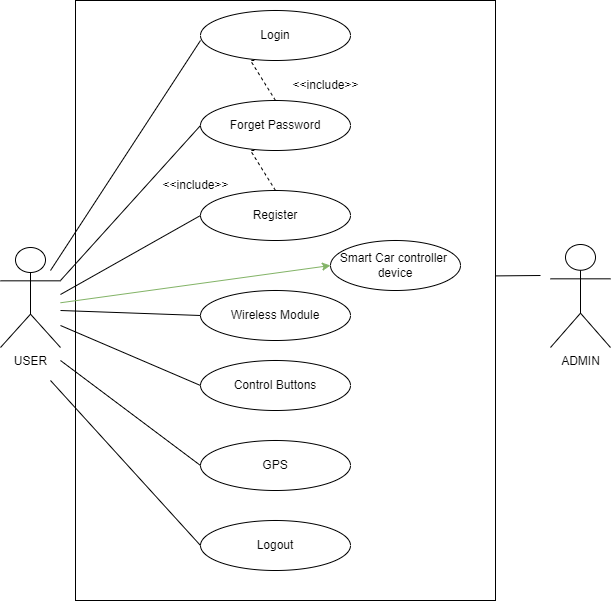 Login
<<include>>
Forget Password
<<include>>
Register
Smart Car controller
device
Wireless Module
USER
ADMIN
Control Buttons
GPS
Logout